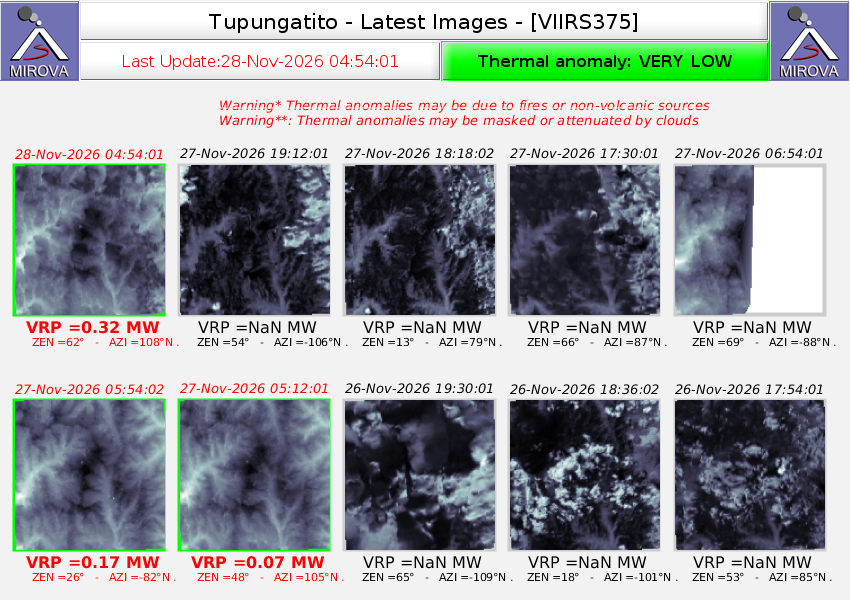 Tupungatito - Latest Images - [VIIRS375]
MIROVA
Last Update:28-Nov-2026 04:54:01
Thermal anomaly: VERY LOW
MIROVA
Warning* Thermal anomalies may be due to fires or non-volcanic sources
Warning**: Thermal anomalies may be masked or attenuated by clouds
28-Nov-2026 04:54:01
27-Nov-2026 19:12:01
27-Nov-2026 18:18:02
27-Nov-2026 17:30:01
27-Nov-2026 06:54:01
VRP =0.32 MW
VRP =NaN MW
VRP =NaN MW
VRP =NaN MW
VRP =NaN MW
ZEN =62° - AZI =108°N .
ZEN =54° - AZI =-106°N .
ZEN =13° - AZI =79°N .
ZEN =66° - AZI =87°N .
ZEN =69° - AZI =-88°N .
27-Nov-2026 05:54:02
27-Nov-2026 05:12:01
26-Nov-2026 19:30:01
26-Nov-2026 18:36:02
26-Nov-2026 17:54:01
VRP =0.17 MW
VRP =0.07 MW
VRP =NaN MW
VRP =NaN MW
VRP =NaN MW
ZEN =26° - AZI =-82°N .
ZEN =48° - AZI =105°N .
ZEN =65° - AZI =-109°N .
ZEN =18° - AZI =-101°N .
ZEN =53° - AZI =85°N .